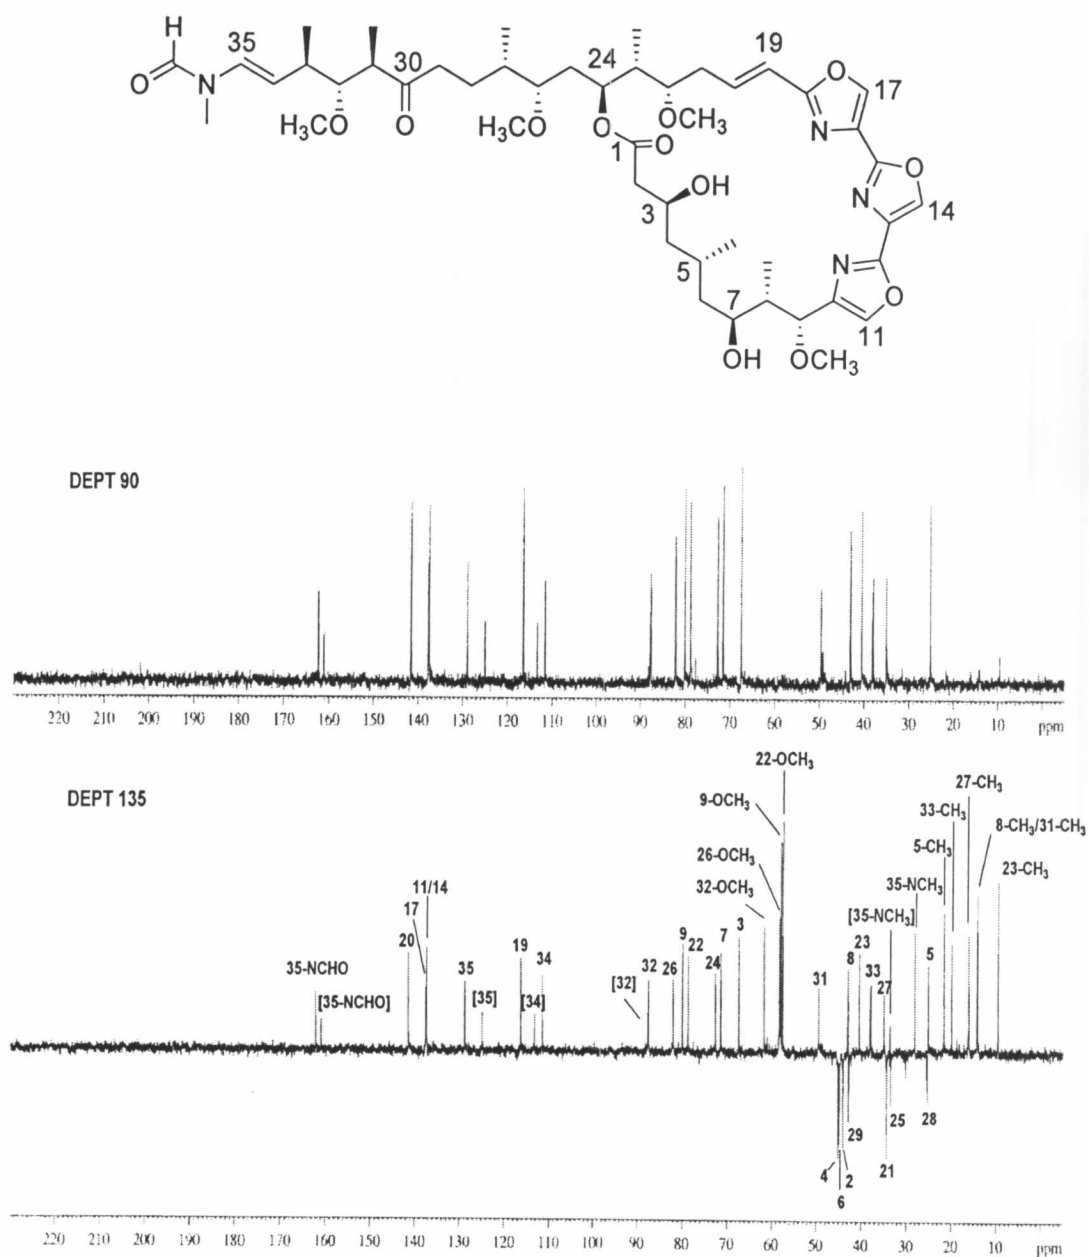 H
35
30
24
19
O
17
O
N
H3CO
O
H3CO
OCH3
N
O
1
O
N
O
14
3
OH
N
5
N
O
7
11
OH
OCH3
DEPT 90
220 210 200 190 180 170 160 150 140 130 120 110 100 90 80 70 60 50 40 30 20 10 ppm
DEPT 135
22-OCH3
9-OCH3
27-CH3
33-CH3
8-CH3/31-CH3
5-CH3
26-OCH3
23-CH3
35-NCH3
32-OCH3
[35-NCH3]
11/14
17
20
3
9
7
22
19
34
23
35
35-NCHO
[32]
32
26
24
8
5
[35-NCHO]
[35]
[34]
31
33
27
29
25
28
4
2
21
6
220 210 200 190 180 170 160 150 140 130 120 110 100 90 80 70 60 50 40 30 20 10 ppm